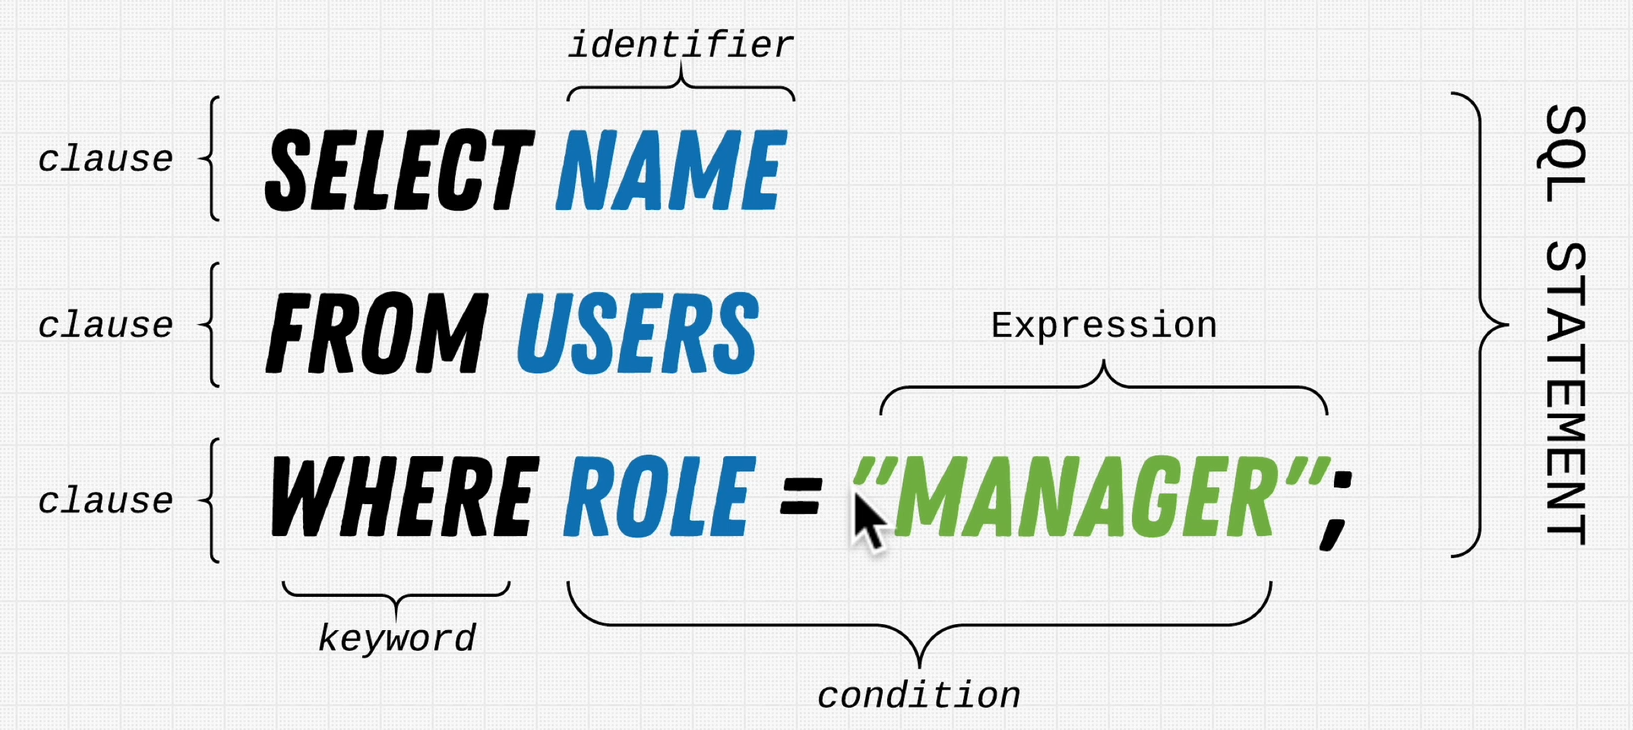 identifier
clause
SELECT NAME
clause
FROM USERS
Expression
clause
WHERE ROLE = "MANAGER";
keyword
condition
SQL STATEMENT